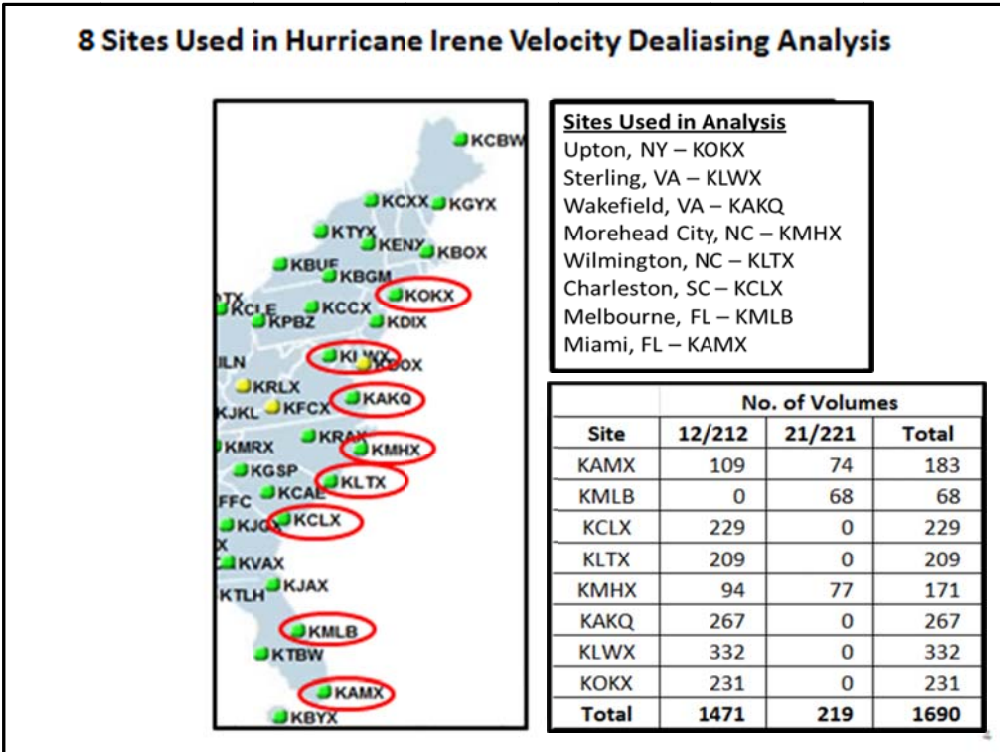 8 Sites Used in Hurricane Irene Velocity Dealiasing Analysis
KCBW
KCXX KGYX
KTYX
KENX
KBOX
KBUF
KBGM
KOKX
KCLE
KCCX
KPBZ
KDIX
KLWX
ILN
KRLX
KAKQ
KJKL
KFCX
KRAX
KMRX
KMHX
KGSP
KLTX
KCAE
FFC
KCLX
X
KVAX
KJAX
KTLH
KMLB
KTBW
KAMX
KBYX
Sites Used in Analysis
Upton, NY – KOKX
Sterling, VA – KLWX
Wakefield, VA – KAKQ
Morehead City, NC – KMHX
Wilmington, NC – KLTX
Charleston, SC – KCLX
Melbourne, FL – KMLB
Miami, FL – KAMX
No. of Volumes
Site 12/212 21/221 Total
KAMX 109 74 183
KMLB 0 68 68
KCLX 229 0 229
KLTX 209 0 209
KMHX 94 77 171
KAKQ 267 0 267
KLWX 332 0 332
KOKX 231 0 231
Total 1471 219 1690